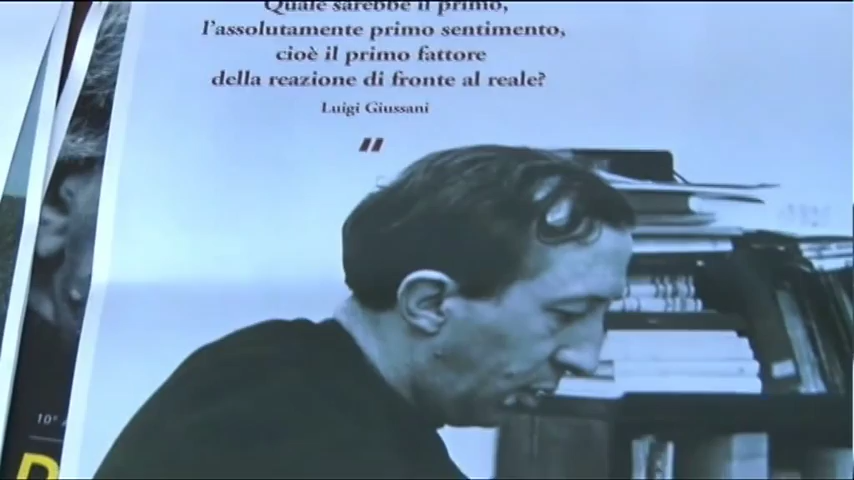 Quale sarebbe il primo,
l'assolutamente primo sentimento,
cioè il primo fattore
della reazione di fronte al reale?
Luigi Giussani
"
10°